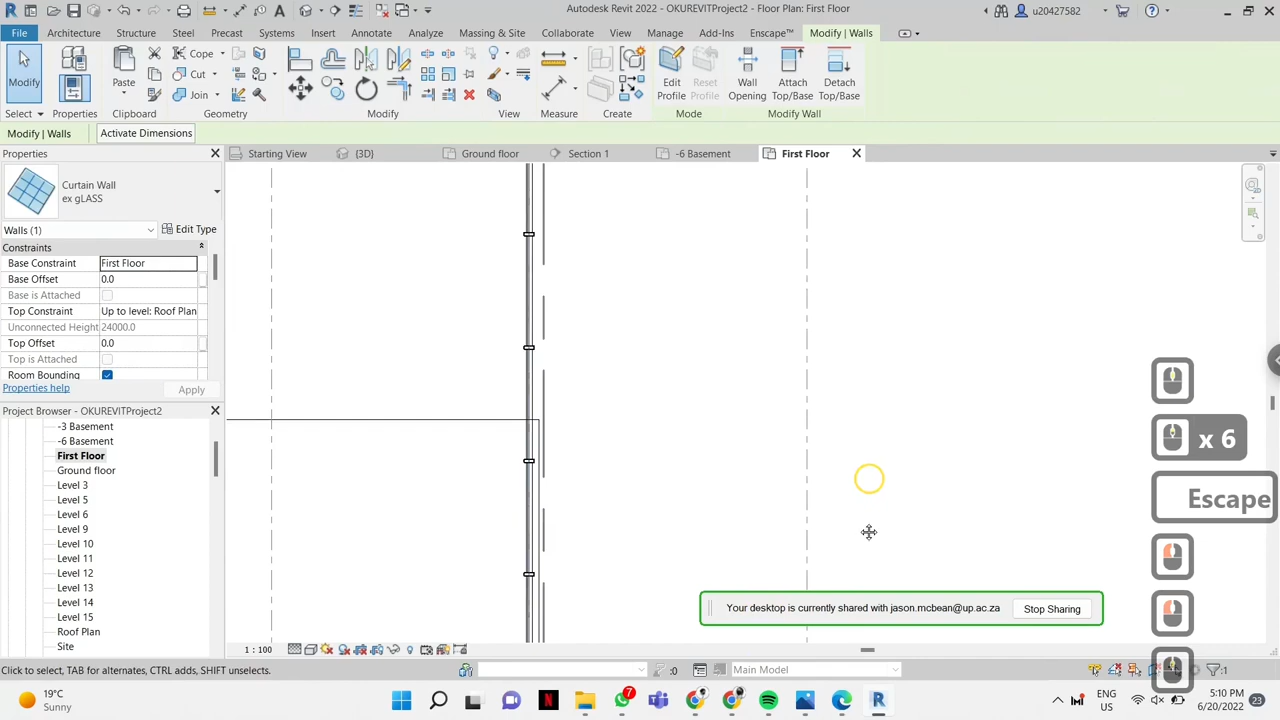 Autodesk Revit 2022 - OKUREVITProject2 - Floor Plan: First Floor
u20427582
File Architecture Structure Steel Precast Systems Insert Annotate Analyze Massing & Site Collaborate View Manage Add-Ins Enscape™ Modify | Walls
Modify
Paste
Cope
Cut
Join
Edit
Profile
Reset
Profile
Wall
Opening
Attach
Top/Base
Detach
Top/Base
Select Properties Clipboard Geometry Modify View Measure Create Mode Modify Wall
Modify | Walls Activate Dimensions
Properties
Starting View {3D} Ground floor Section 1 -6 Basement First Floor
Curtain Wall
ex gLASS
Walls (1) Edit Type
Constraints
Base Constraint First Floor
Base Offset 0.0
Base is Attached
Top Constraint Up to level: Roof Plan
Unconnected Height 24000.0
Top Offset 0.0
Top is Attached
Room Bounding
Properties help Apply
Project Browser - OKUREVITProject2
-3 Basement
-6 Basement
First Floor
Ground floor
Level 3
Level 5
Level 6
Level 9
Level 10
Level 11
Level 12
Level 13
Level 14
Level 15
Roof Plan
Site
x 6
Escape
Your desktop is currently shared with jason.mcbean@up.ac.za Stop Sharing
1 : 100
Click to select, TAB for alternates, CTRL adds, SHIFT unselects.
:0
Main Model
:1
19°C
Sunny
7
ENG
US
5:10 PM
6/20/2022
23